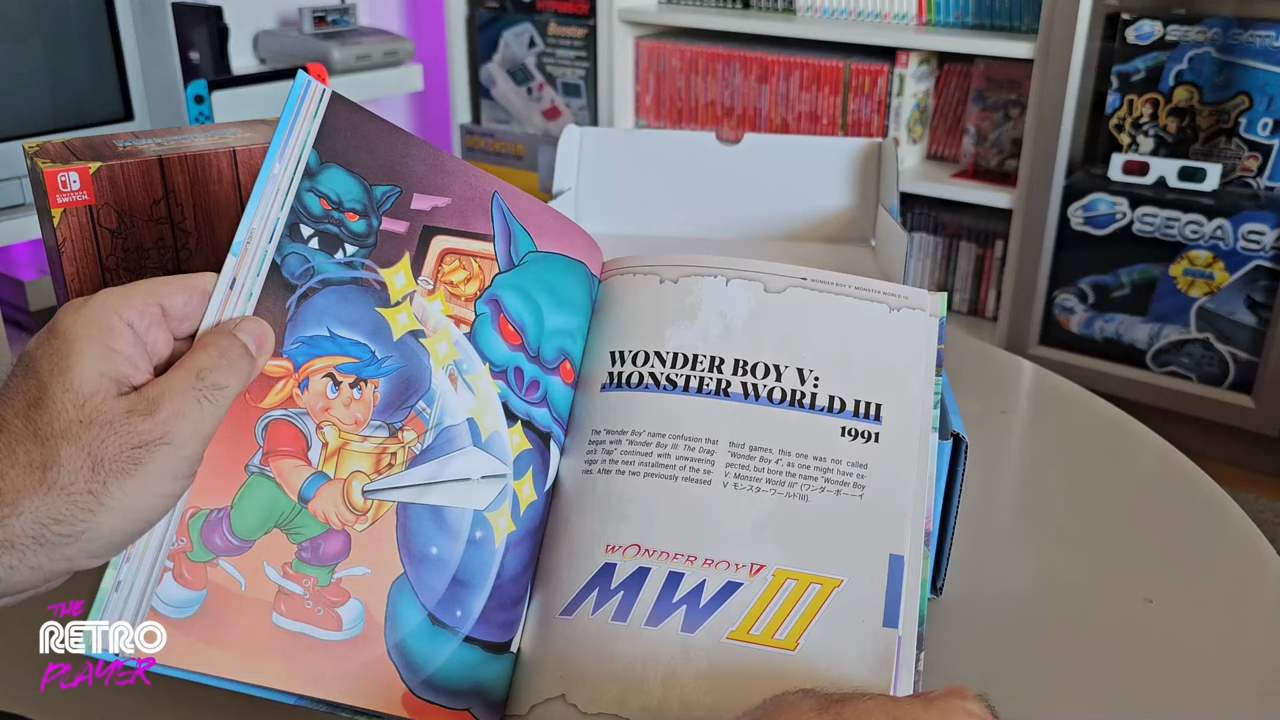 HYPERBOY
Booster
SEGA SATU
NINTENDO
SWITCH
SEGA SA
WONDER BOY V: MONSTER WORLD III
WONDER BOY V:
MONSTER WORLD III
1991
The "Wonder Boy" name confusion that
began with "Wonder Boy III: The Drag-
on's Trap" continued with unwavering
vigor in the next installment of the se-
ries. After the two previously released
third games, this one was not called
"Wonder Boy 4", as one might have ex-
pected, but bore the name "Wonder Boy
V: Monster World III" (ワンダーボーイ
V モンスターワールドIII).
WONDER BOY V
MW III
THE
RETRO
PLAYER